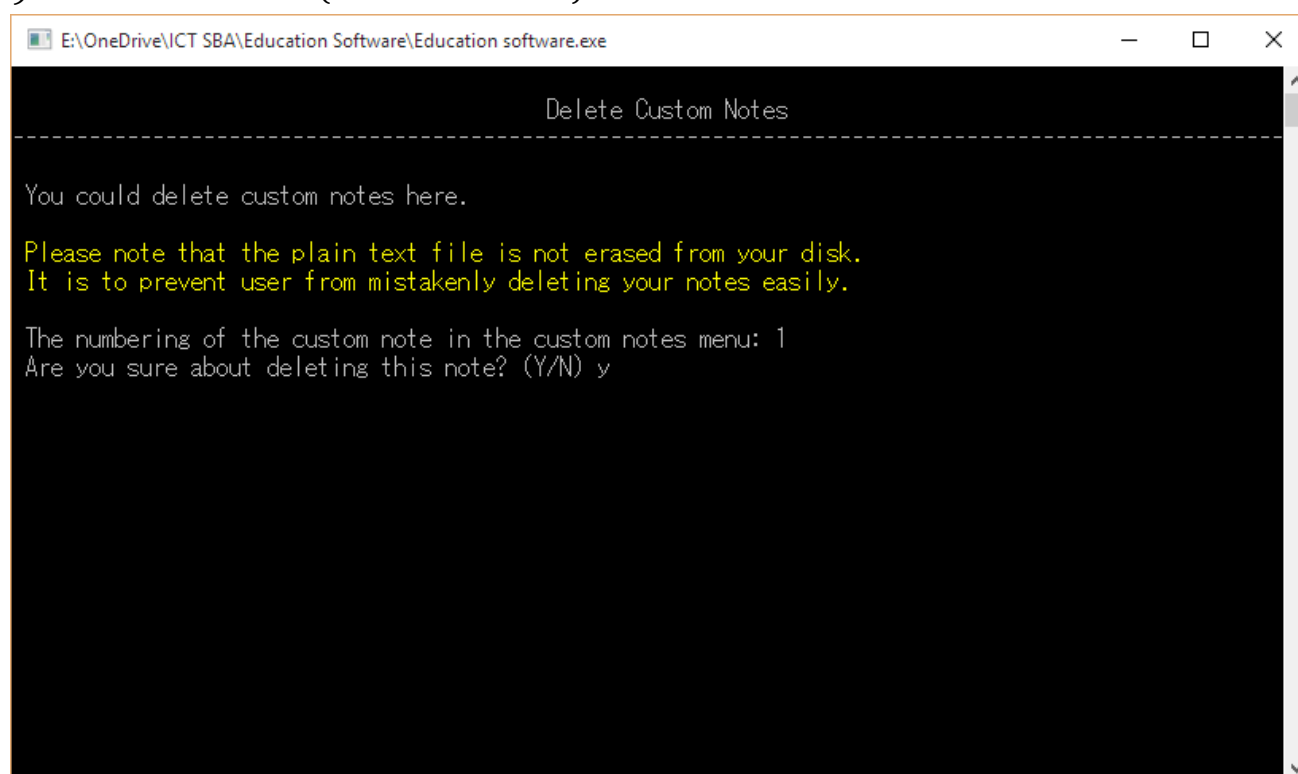 E:\OneDrive\ICT SBA\Education Software\Education software.exe
Delete Custom Notes
You could delete custom notes here.
Please note that the plain text file is not erased from your disk.
It is to prevent user from mistakenly deleting your notes easily.
The numbering of the custom note in the custom notes menu: 1
Are you sure about deleting this note? (Y/N) y